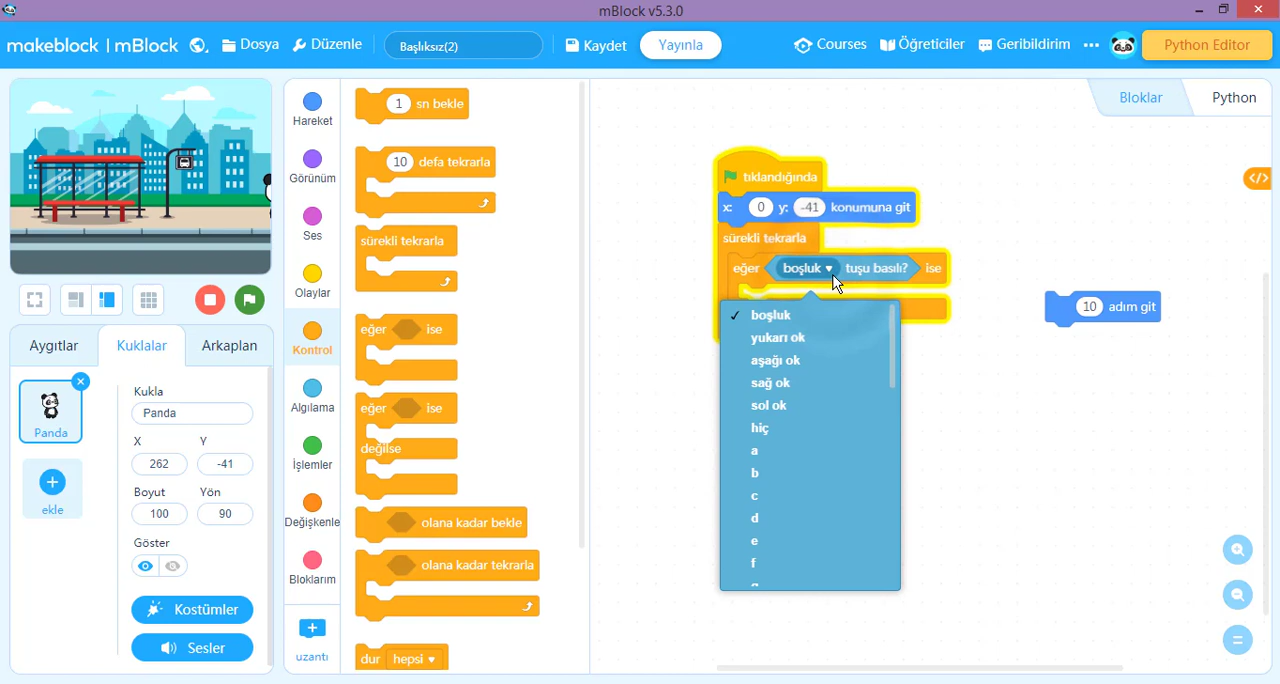 mBlock v5.3.0
makeblock | mBlock
Dosya
Düzenle
Başlıksız(2)
Kaydet
Yayınla
Courses
Öğreticiler
Geribildirim
Python Editor
Bloklar
Python
Hareket
Görünüm
Ses
Olaylar
Kontrol
Algılama
İşlemler
Değişkenle
Bloklarım
uzantı
1 sn bekle
10 defa tekrarla
sürekli tekrarla
eğer ise
eğer ise
değilse
olana kadar bekle
olana kadar tekrarla
dur hepsi
tıklandığında
x: 0 y: -41 konumuna git
sürekli tekrarla
eğer boşluk tuşu basılı? ise
boşluk
yukarı ok
aşağı ok
sağ ok
sol ok
hiç
a
b
c
d
e
f
10 adım git
Aygıtlar
Kuklalar
Arkaplan
Panda
ekle
Kukla
Panda
X Y
262 -41
Boyut Yön
100 90
Göster
Kostümler
Sesler